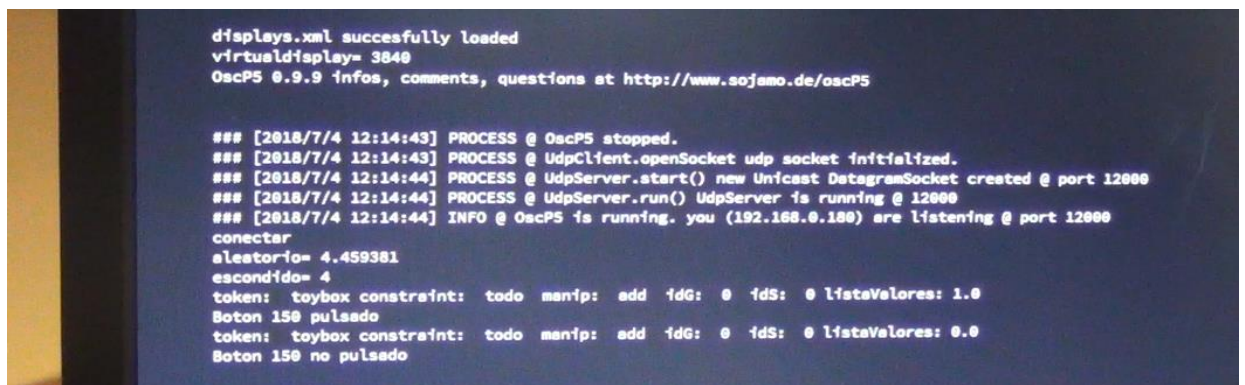 displays.xml succesfully loaded
virtualdisplay= 3840
OscP5 0.9.9 infos, comments, questions at http://www.sojamo.de/oscP5
### [2018/7/4 12:14:43] PROCESS @ OscP5 stopped.
### [2018/7/4 12:14:43] PROCESS @ UdpClient.openSocket udp socket initialized.
### [2018/7/4 12:14:44] PROCESS @ UdpServer.start() new Unicast DatagramSocket created @ port 12000
### [2018/7/4 12:14:44] PROCESS @ UdpServer.run() UdpServer is running @ 12000
### [2018/7/4 12:14:44] INFO @ OscP5 is running. you (192.168.0.180) are listening @ port 12000
conectar
aleatorio= 4.459381
escondido= 4
token:  toybox constraint:  todo  manip:  add  idG:  0  idS:  0 listaValores: 1.0
Boton 150 pulsado
token:  toybox constraint:  todo  manip:  add  idG:  0  idS:  0 listaValores: 0.0
Boton 150 no pulsado